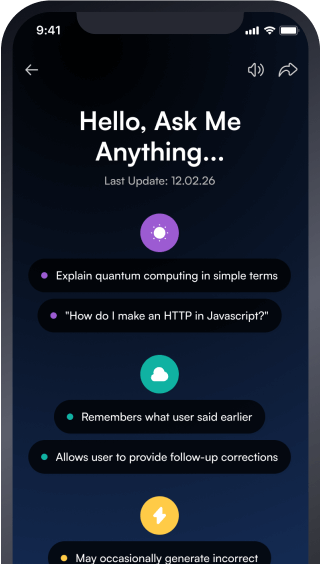 9:41
Hello, Ask Me
Anything...
Last Update: 12.02.26
Explain quantum computing in simple terms
"How do I make an HTTP in Javascript?"
Remembers what user said earlier
Allows user to provide follow-up corrections
May occasionally generate incorrect